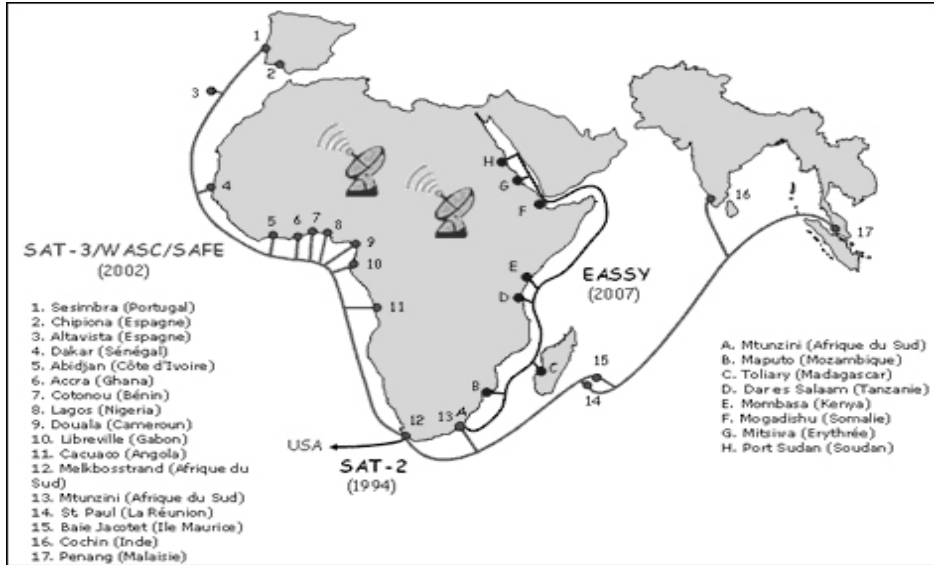 1
2
3
4
5
6
7
8
9
10
11
12
13
14
15
16
17
A
B
C
D
E
F
G
H
SAT-3/WASC/SAFE
(2002)
1. Sesimbra (Portugal)
2. Chipiona (Espagne)
3. Altavista (Espagne)
4. Dakar (Sénégal)
5. Abidjan (Côte d'Ivoire)
6. Accra (Ghana)
7. Cotonou (Bénin)
8. Lagos (Nigeria)
9. Douala (Cameroun)
10. Libreville (Gabon)
11. Cacuaco (Angola)
12. Melkbosstrand (Afrique du
Sud)
13. Mtunzini (Afrique du Sud)
14. St. Paul (La Réunion)
15. Baie Jacotet (Ile Maurice)
16. Cochin (Inde)
17. Penang (Malaisie)
USA
SAT-2
(1994)
EASSY
(2007)
A. Mtunzini (Afrique du Sud)
B. Maputo (Mozambique)
C. Toliary (Madagascar)
D. Dar es Salaam (Tanzanie)
E. Mombasa (Kenya)
F. Mogadishu (Somalie)
G. Mitsiwa (Erythrée)
H. Port Sudan (Soudan)